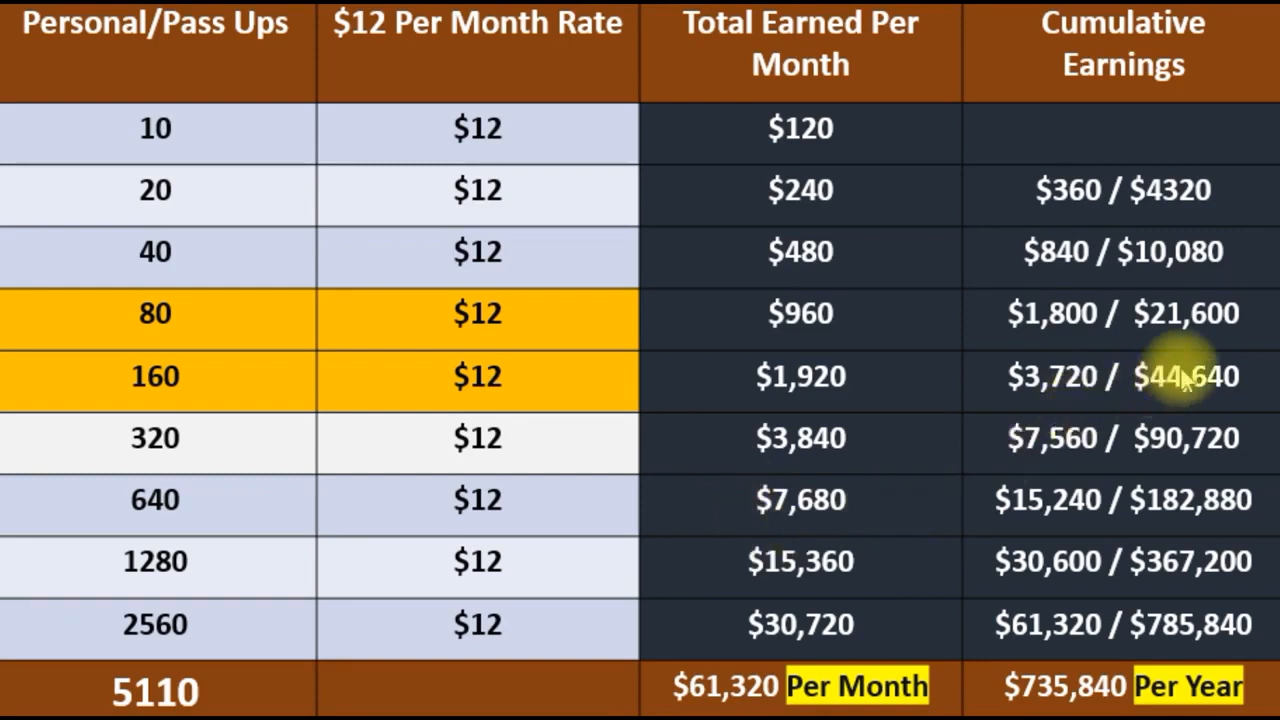 Personal/Pass Ups $12 Per Month Rate Total Earned Per Month Cumulative Earnings
10 $12 $120
20 $12 $240 $360 / $4320
40 $12 $480 $840 / $10,080
80 $12 $960 $1,800 / $21,600
160 $12 $1,920 $3,720 / $44,640
320 $12 $3,840 $7,560 / $90,720
640 $12 $7,680 $15,240 / $182,880
1280 $12 $15,360 $30,600 / $367,200
2560 $12 $30,720 $61,320 / $785,840
5110 $61,320 Per Month $735,840 Per Year